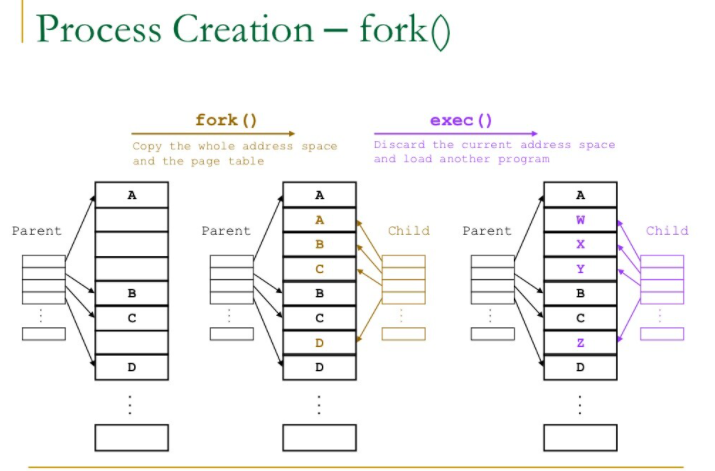 Process Creation – fork()
fork()
Copy the whole address space
and the page table
exec()
Discard the current address space
and load another program
Parent
A
B
C
D
Parent
A
A
B
C
B
C
D
D
Child
Parent
A
W
X
Y
B
C
Z
D
Child